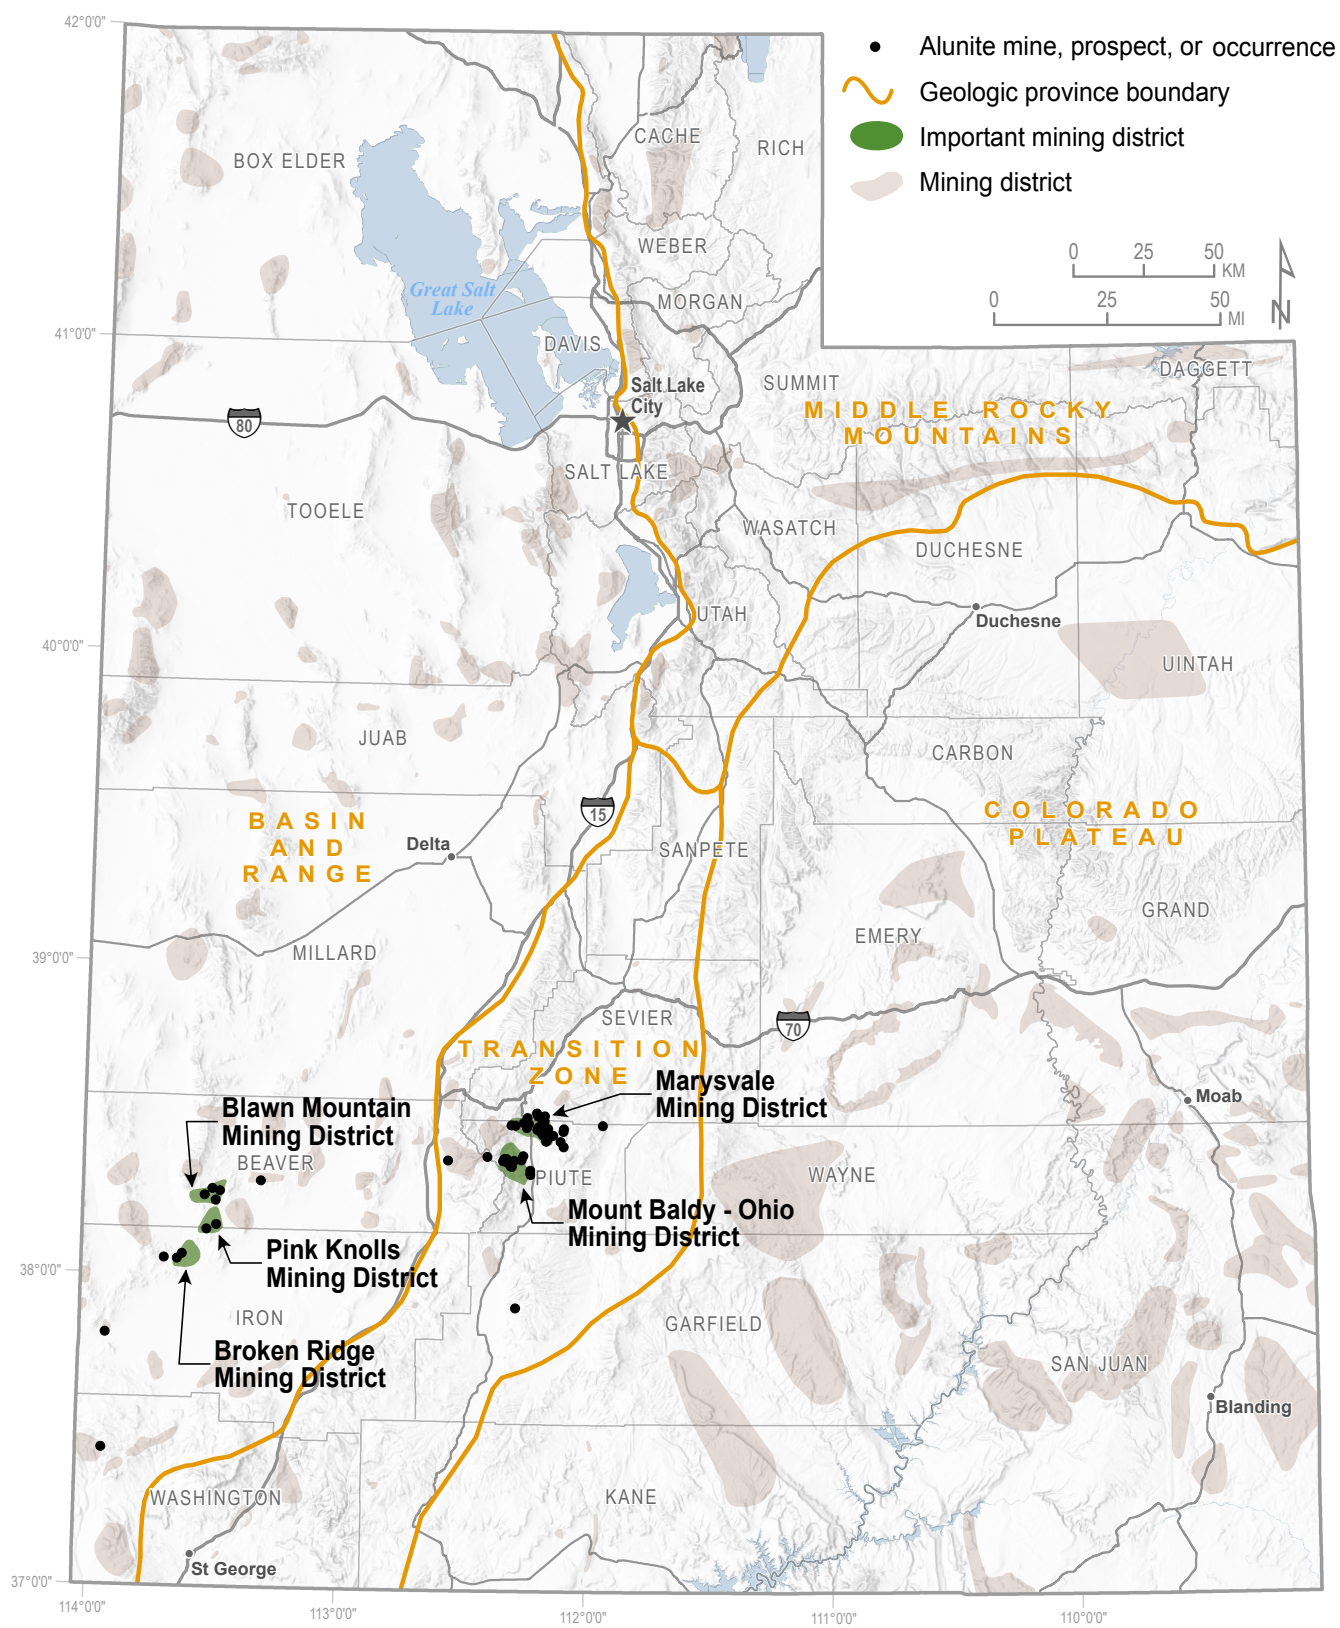 42°0'0"
Alunite mine, prospect, or occurrence
Geologic province boundary
Important mining district
Mining district
CACHE
RICH
BOX ELDER
WEBER
0 25 50
KM
0 25 50
MI
N
Great Salt
Lake
MORGAN
41°0'0"
DAVIS
DAGGETT
SUMMIT
Salt Lake
City
MIDDLE ROCKY
MOUNTAINS
80
SALT LAKE
TOOELE
WASATCH
DUCHESNE
UTAH
Duchesne
40°0'0"
UINTAH
JUAB
CARBON
15
COLORADO
PLATEAU
BASIN
AND
RANGE
Delta
SANPETE
GRAND
EMERY
MILLARD
39°0'0"
SEVIER
70
TRANSITION
ZONE
Marysvale
Mining District
Moab
Blawn Mountain
Mining District
BEAVER
PIUTE
WAYNE
Mount Baldy - Ohio
Mining District
Pink Knolls
Mining District
38°0'0"
IRON
GARFIELD
Broken Ridge
Mining District
SAN JUAN
Blanding
WASHINGTON
KANE
St George
37°0'0"
114°0'0"
113°0'0"
112°0'0"
111°0'0"
110°0'0"